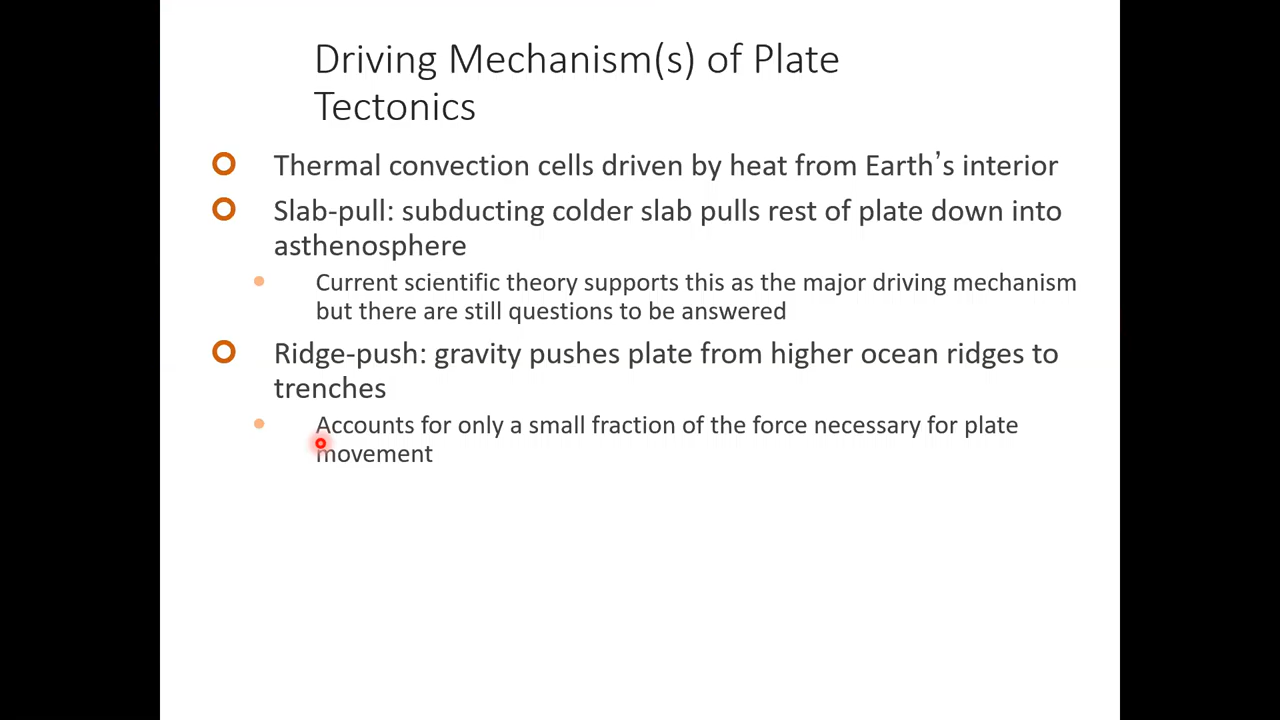 Driving Mechanism(s) of Plate
Tectonics
Thermal convection cells driven by heat from Earth’s interior
Slab-pull: subducting colder slab pulls rest of plate down into
asthenosphere
Current scientific theory supports this as the major driving mechanism
but there are still questions to be answered
Ridge-push: gravity pushes plate from higher ocean ridges to
trenches
Accounts for only a small fraction of the force necessary for plate
movement